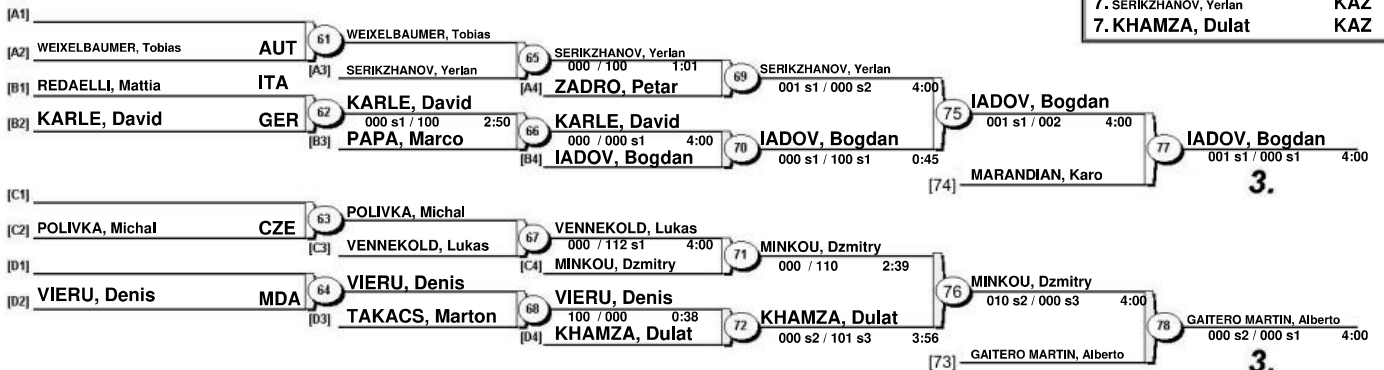 7. SERIKZHANOV, Yerlan KAZ
7. KHAMZA, Dulat KAZ
[A1]
[A2] WEIXELBAUMER, Tobias AUT
61
WEIXELBAUMER, Tobias
[A3] SERIKZHANOV, Yerlan
65
SERIKZHANOV, Yerlan
000 / 100 1:01
[A4] ZADRO, Petar
69
SERIKZHANOV, Yerlan
001 s1 / 000 s2 4:00
[B1] REDAELLI, Mattia ITA
[B2] KARLE, David GER
62
KARLE, David
000 s1 / 100 2:50
[B3] PAPA, Marco
66
KARLE, David
000 / 000 s1 4:00
[B4] IADOV, Bogdan
70
IADOV, Bogdan
000 s1 / 100 s1 0:45
75
IADOV, Bogdan
001 s1 / 002 4:00
[74] MARANDIAN, Karo
77
IADOV, Bogdan
001 s1 / 000 s1 4:00
3.
[C1]
[C2] POLIVKA, Michal CZE
63
POLIVKA, Michal
[C3] VENNEKOLD, Lukas
67
VENNEKOLD, Lukas
000 / 112 s1 4:00
[C4] MINKOU, Dzmitry
71
MINKOU, Dzmitry
000 / 110 2:39
[D1]
[D2] VIERU, Denis MDA
64
VIERU, Denis
[D3] TAKACS, Marton
68
VIERU, Denis
100 / 000 0:38
[D4] KHAMZA, Dulat
72
KHAMZA, Dulat
000 s2 / 101 s3 3:56
76
MINKOU, Dzmitry
010 s2 / 000 s3 4:00
[73] GAITERO MARTIN, Alberto
78
GAITERO MARTIN, Alberto
000 s2 / 000 s1 4:00
3.